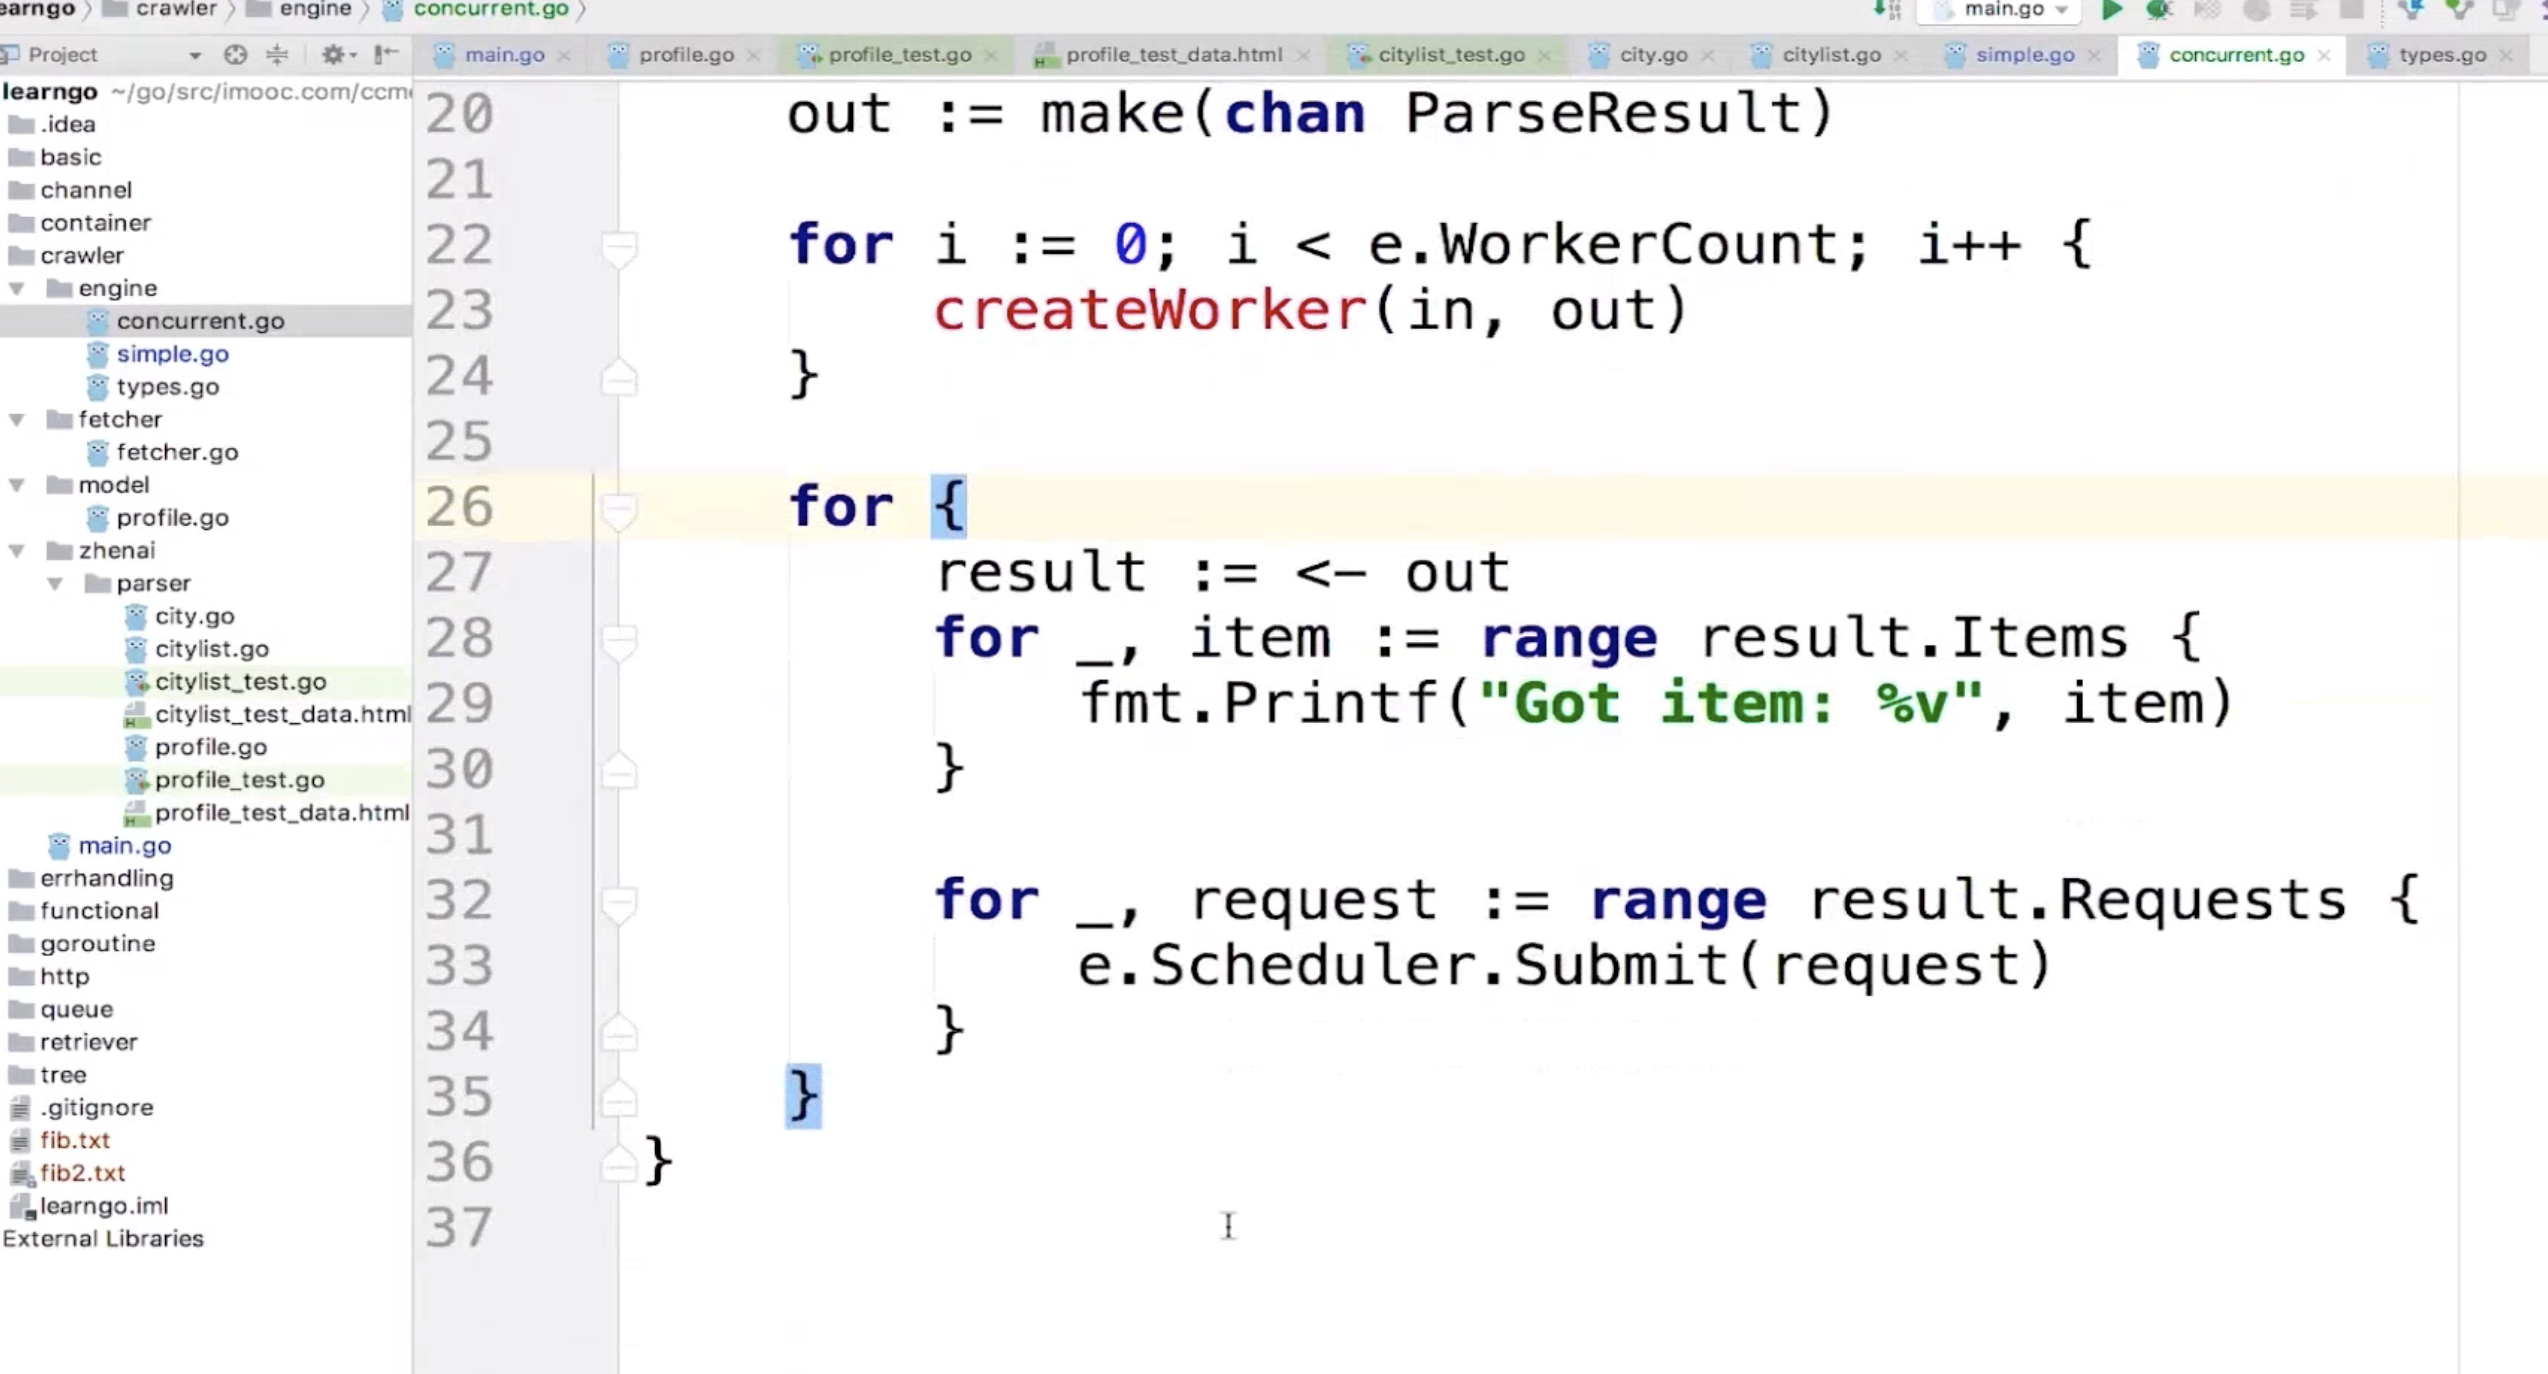 crawler engine concurrent.go main.go
Project main.go profile.go profile_test.go profile_test_data.html citylist_test.go city.go citylist.go simple.go concurrent.go types.go
learngo ~/go/src/imooc.com/ccm
.idea
basic
channel
container
crawler
engine
concurrent.go
simple.go
types.go
fetcher
fetcher.go
model
profile.go
zhenai
parser
city.go
citylist.go
citylist_test.go
citylist_test_data.html
profile.go
profile_test.go
profile_test_data.html
main.go
errhandling
functional
goroutine
http
queue
retriever
tree
.gitignore
fib.txt
fib2.txt
learngo.iml
External Libraries
20 out := make(chan ParseResult)
21
22 for i := 0; i < e.WorkerCount; i++ {
23 createWorker(in, out)
24 }
25
26 for {
27 result := <- out
28 for _, item := range result.Items {
29 fmt.Printf("Got item: %v", item)
30 }
31
32 for _, request := range result.Requests {
33 e.Scheduler.Submit(request)
34 }
35 }
36 }
37